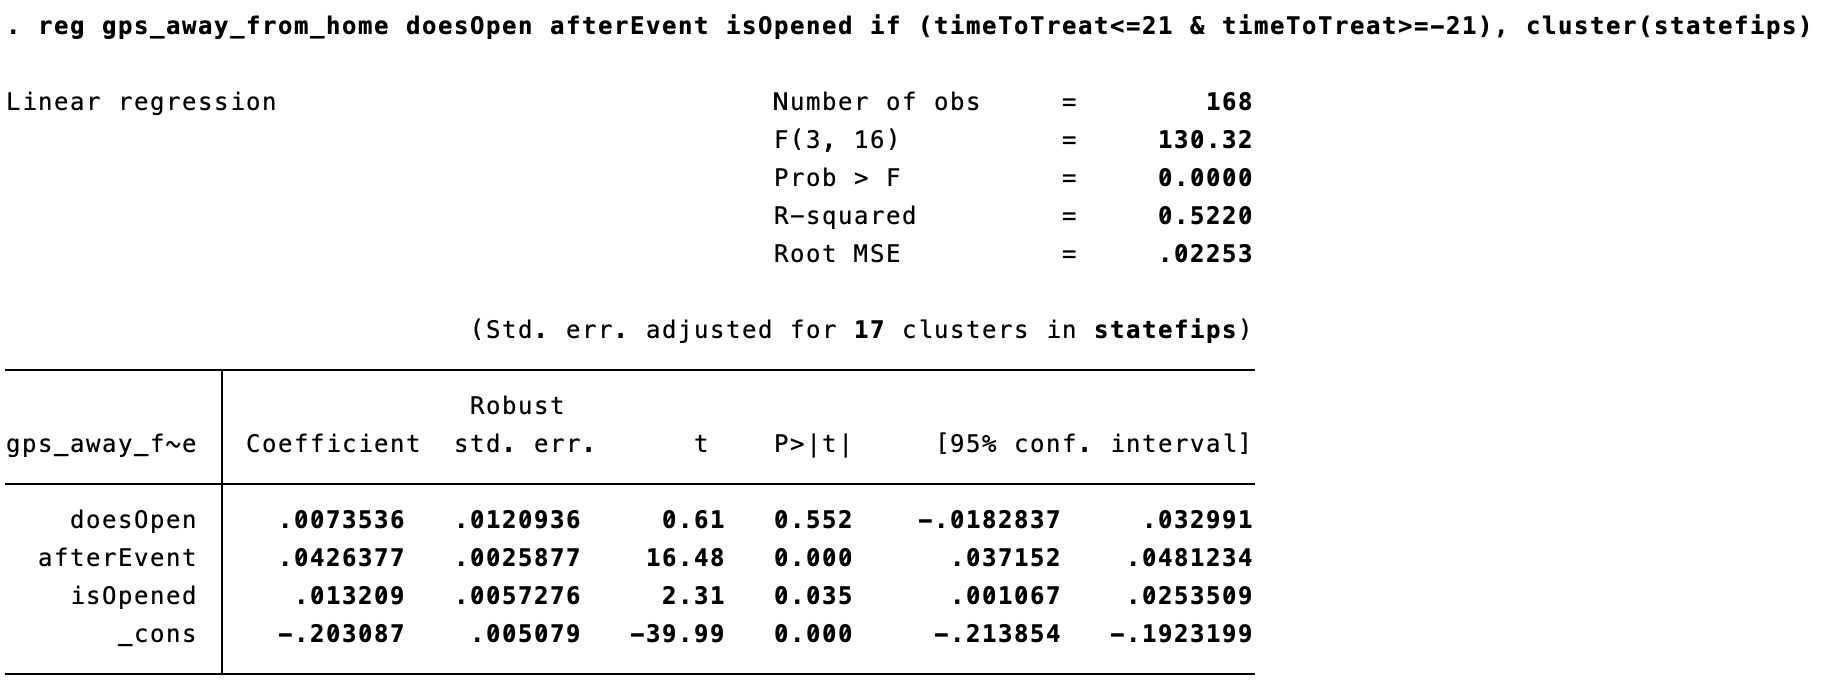 . reg gps_away_from_home doesOpen afterEvent isOpened if (timeToTreat<=21 & timeToTreat>=-21), cluster(statefips)
Linear regression Number of obs = 168
F(3, 16) = 130.32
Prob > F = 0.0000
R-squared = 0.5220
Root MSE = .02253
(Std. err. adjusted for 17 clusters in statefips)
Robust
gps_away_f~e Coefficient std. err. t P>|t| [95% conf. interval]
doesOpen .0073536 .0120936 0.61 0.552 -.0182837 .032991
afterEvent .0426377 .0025877 16.48 0.000 .037152 .0481234
isOpened .013209 .0057276 2.31 0.035 .001067 .0253509
_cons -.203087 .005079 -39.99 0.000 -.213854 -.1923199